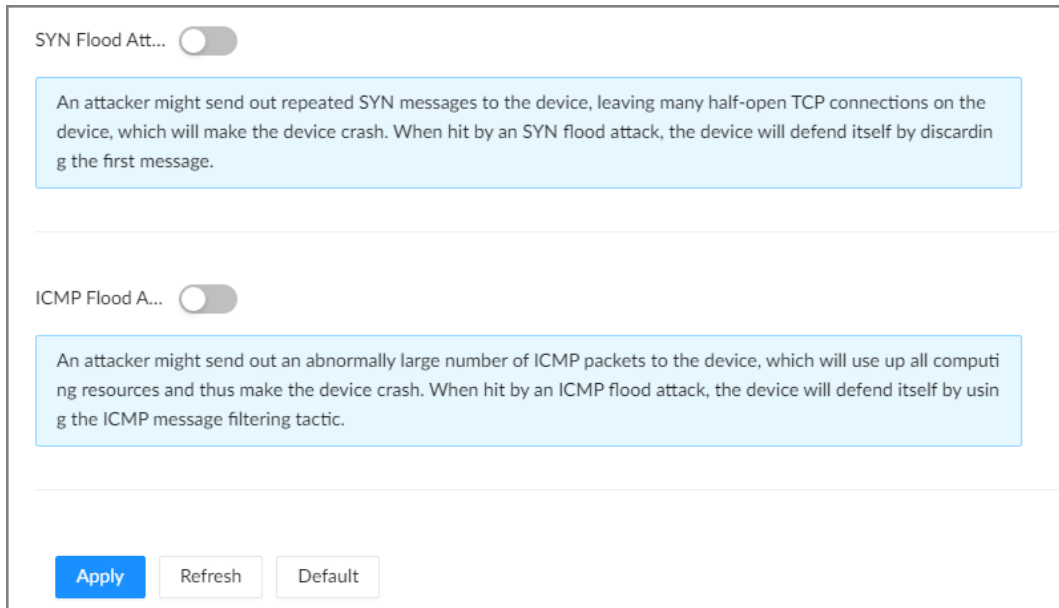 SYN Flood Att...
An attacker might send out repeated SYN messages to the device, leaving many half-open TCP connections on the
device, which will make the device crash. When hit by an SYN flood attack, the device will defend itself by discardin
g the first message.
ICMP Flood A...
An attacker might send out an abnormally large number of ICMP packets to the device, which will use up all computi
ng resources and thus make the device crash. When hit by an ICMP flood attack, the device will defend itself by usin
g the ICMP message filtering tactic.
Apply Refresh Default